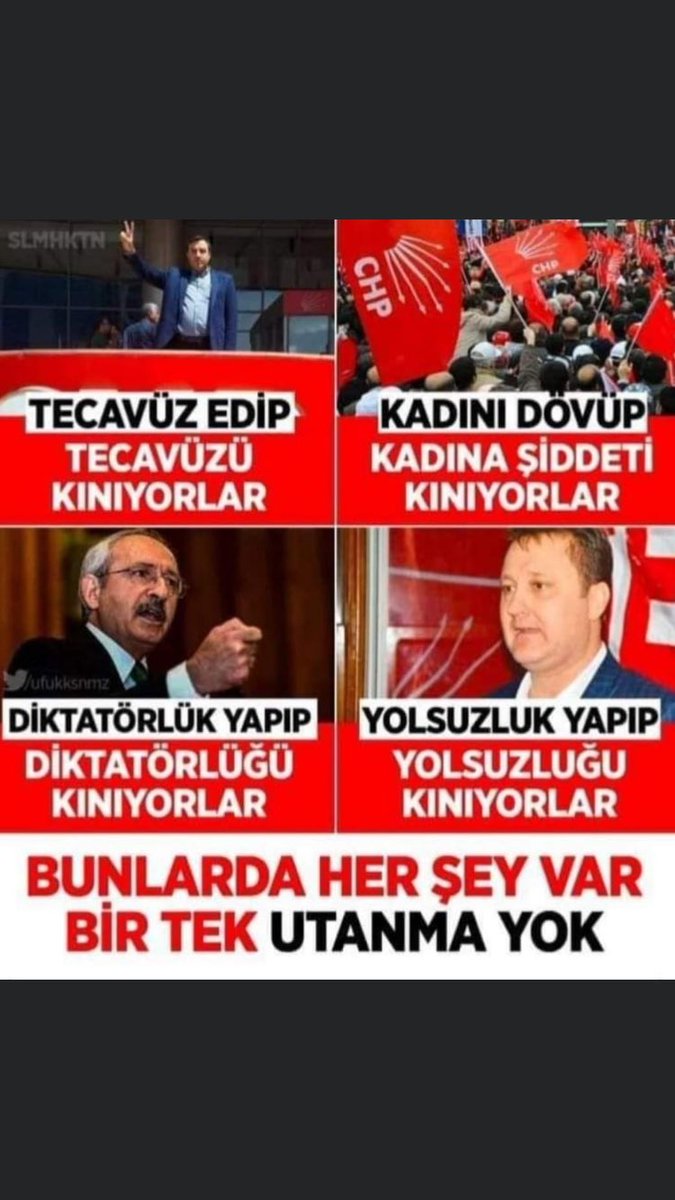 SLMHKTN
CHP
CHP
TECAVÜZ EDİP
TECAVÜZÜ
KINIYORLAR
KADINI DÖVÜP
KADINA ŞİDDETİ
KINIYORLAR
/ufukksnmz
DİKTATÖRLÜK YAPIP
DİKTATÖRLÜĞÜ
KINIYORLAR
YOLSUZLUK YAPIP
YOLSUZLUĞU
KINIYORLAR
BUNLARDA HER ŞEY VAR
BİR TEK UTANMA YOK